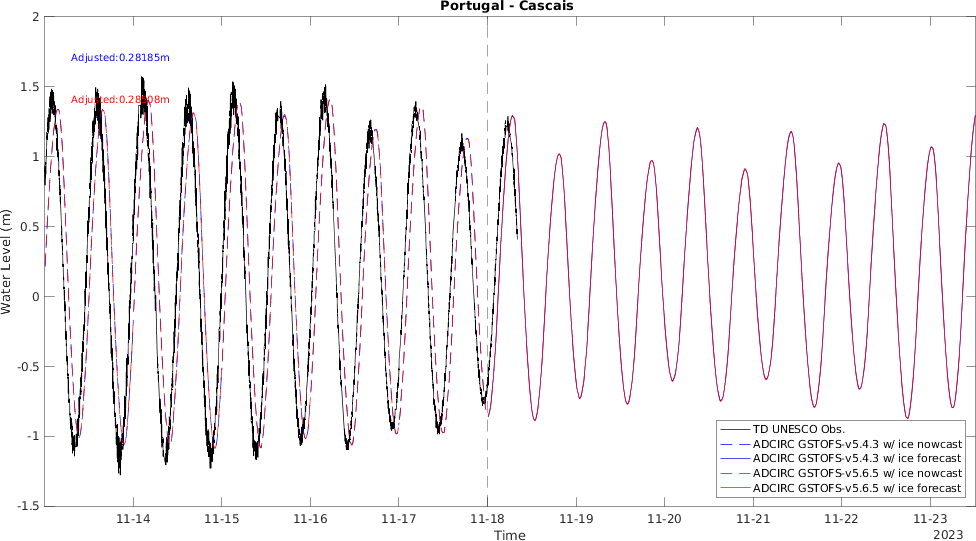 Portugal - Cascais
2
1.5
1
0.5
0
-0.5
-1
-1.5
Water Level (m)
Adjusted:0.28185m
TD UNESCO Obs.
ADCIRC GSTOFS-v5.4.3 w/ ice nowcast
ADCIRC GSTOFS-v5.4.3 w/ ice forecast
ADCIRC GSTOFS-v5.6.5 w/ ice nowcast
ADCIRC GSTOFS-v5.6.5 w/ ice forecast
11-14 11-15 11-16 11-17 11-18 11-19 11-20 11-21 11-22 11-23
Time
2023